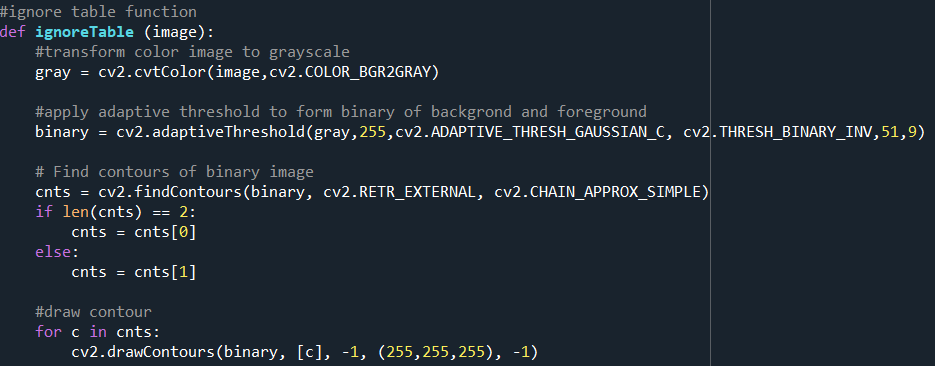 #ignore table function
def ignoreTable (image):
    #transform color image to grayscale
    gray = cv2.cvtColor(image,cv2.COLOR_BGR2GRAY)

    #apply adaptive threshold to form binary of backgrond and foreground
    binary = cv2.adaptiveThreshold(gray,255,cv2.ADAPTIVE_THRESH_GAUSSIAN_C, cv2.THRESH_BINARY_INV,51,9)

    # Find contours of binary image
    cnts = cv2.findContours(binary, cv2.RETR_EXTERNAL, cv2.CHAIN_APPROX_SIMPLE)
    if len(cnts) == 2:
        cnts = cnts[0]
    else:
        cnts = cnts[1]

    #draw contour
    for c in cnts:
        cv2.drawContours(binary, [c], -1, (255,255,255), -1)